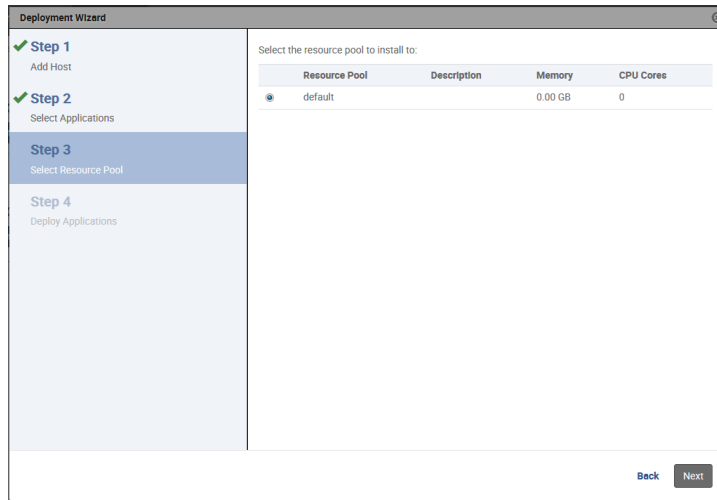 Deployment Wizard
Step 1
Add Host
Step 2
Select Applications
Step 3
Select Resource Pool
Step 4
Deploy Applications
Select the resource pool to install to:
Resource Pool Description Memory CPU Cores
default 0.00 GB 0
Back Next